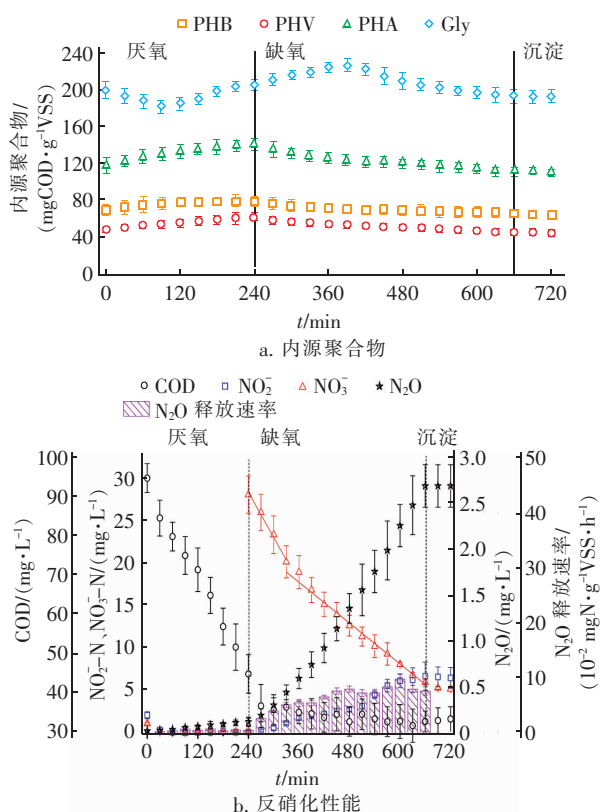 PHB PHV PHA Gly
厌氧 缺氧 沉淀
内源聚合物/
(mgCOD·g⁻¹VSS)
240
200
160
120
80
40
0
0 120 240 360 480 600 720
t/min
a. 内源聚合物
COD NO₂⁻ NO₃⁻ N₂O
N₂O 释放速率
厌氧 缺氧 沉淀
COD/(mg·L⁻¹)
100
90
80
70
60
50
40
30
NO₂⁻-N、NO₃⁻-N/(mg·L⁻¹)
30
25
20
15
10
5
0
N₂O/(mg·L⁻¹)
3.0
2.5
2.0
1.5
1.0
0.5
0
N₂O 释放速率/
(10⁻² mgN·g⁻¹VSS·h⁻¹)
50
40
30
20
10
0
0 120 240 360 480 600 720
t/min
b. 反硝化性能